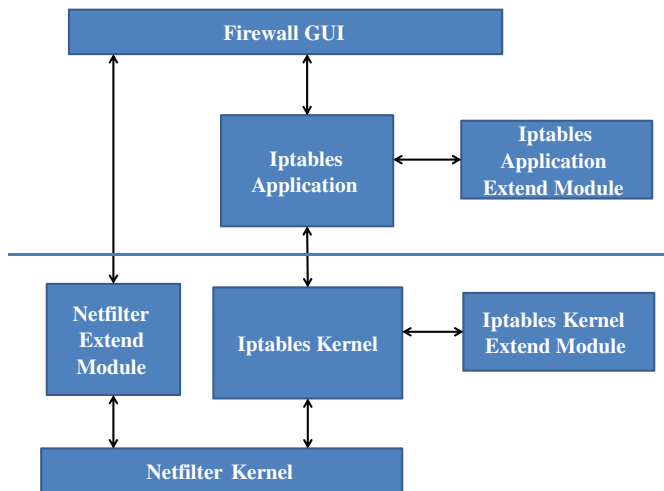 Firewall GUI
Iptables
Application
Iptables
Application
Extend Module
Netfilter
Extend
Module
Iptables Kernel
Iptables Kernel
Extend Module
Netfilter Kernel